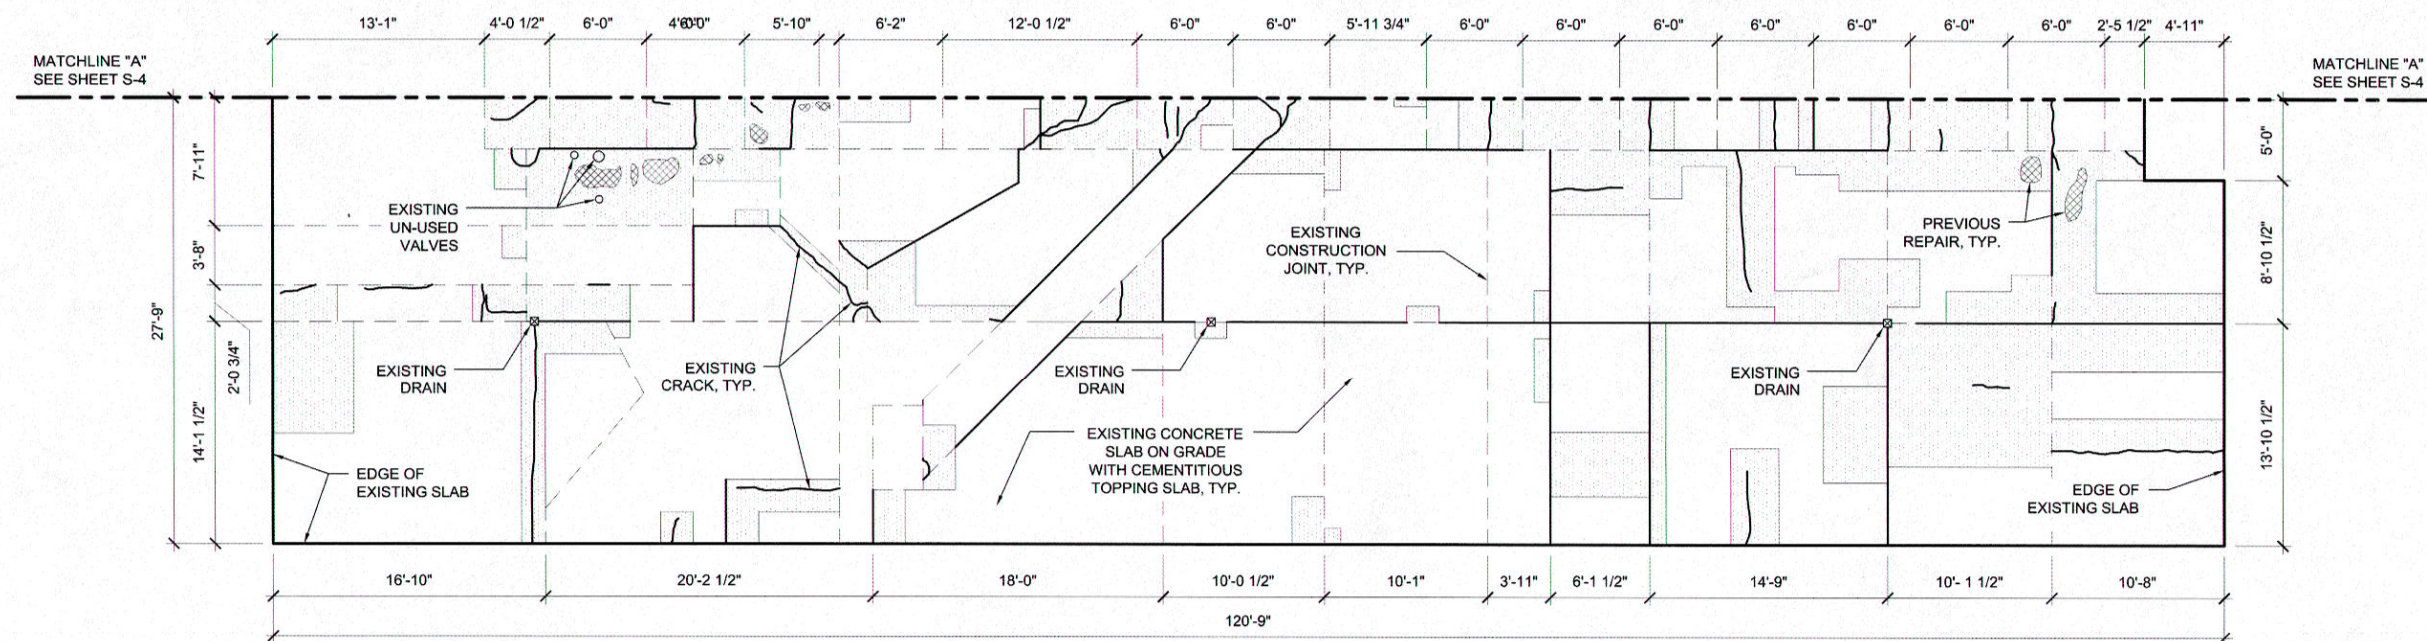 13'-1"
4'-0 1/2"
6'-0"
6'-0"
5'-10"
6'-2"
12'-0 1/2"
6'-0"
6'-0"
5'-11 3/4"
6'-0"
6'-0"
6'-0"
6'-0"
6'-0"
6'-0"
6'-0"
2'-5 1/2"
4'-11"
MATCHLINE "A"
SEE SHEET S-4
MATCHLINE "A"
SEE SHEET S-4
27'-9"
7'-11"
3'-8"
2'-0 3/4"
14'-1 1/2"
EXISTING
UN-USED
VALVES
EXISTING
CONSTRUCTION
JOINT, TYP.
PREVIOUS
REPAIR, TYP.
5'-0"
8'-10 1/2"
13'-10 1/2"
EXISTING
DRAIN
EXISTING
CRACK, TYP.
EXISTING
DRAIN
EXISTING
DRAIN
EDGE OF
EXISTING SLAB
EXISTING CONCRETE
SLAB ON GRADE
WITH CEMENTITIOUS
TOPPING SLAB, TYP.
EDGE OF
EXISTING SLAB
16'-10"
20'-2 1/2"
18'-0"
10'-0 1/2"
10'-1"
3'-11"
6'-1 1/2"
14'-9"
10'- 1 1/2"
10'-8"
120'-9"